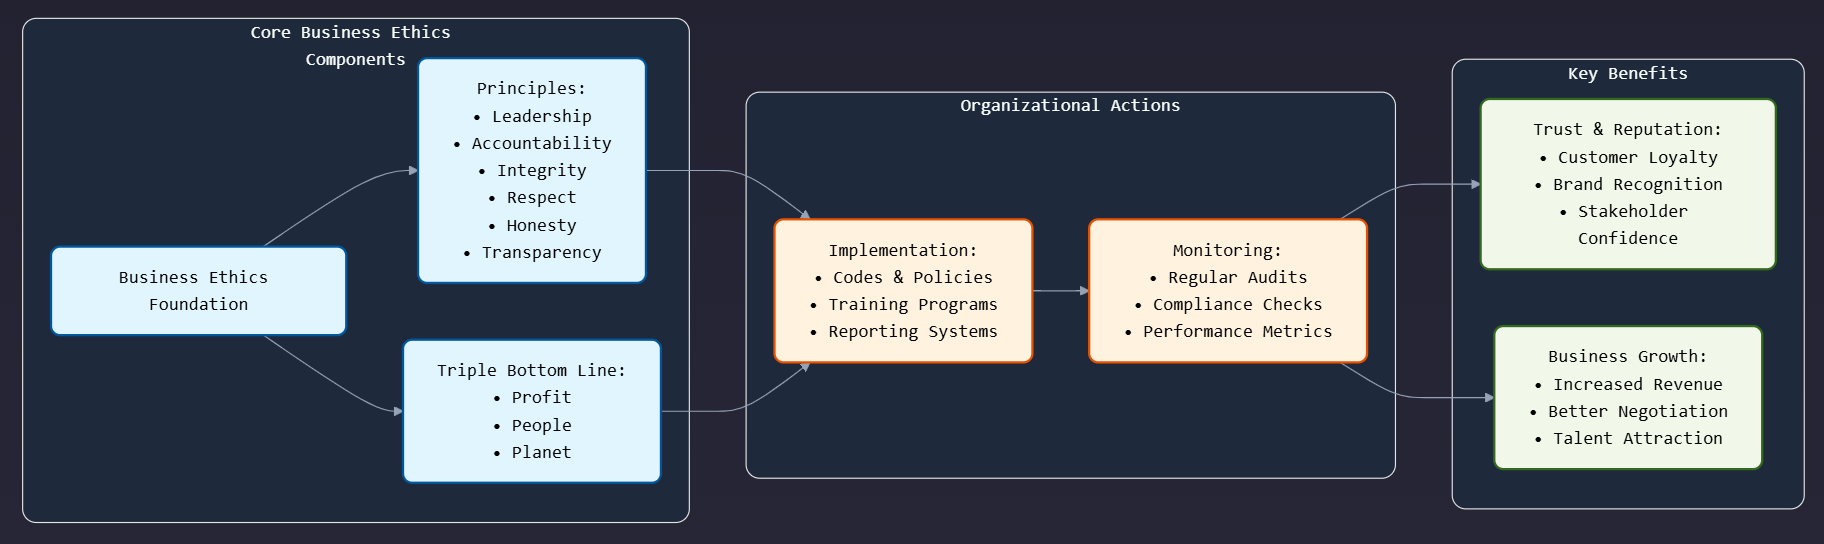 Core Business Ethics
Components
Business Ethics
Foundation
Principles:
• Leadership
• Accountability
• Integrity
• Respect
• Honesty
• Transparency
Triple Bottom Line:
• Profit
• People
• Planet
Organizational Actions
Implementation:
• Codes & Policies
• Training Programs
• Reporting Systems
Monitoring:
• Regular Audits
• Compliance Checks
• Performance Metrics
Key Benefits
Trust & Reputation:
• Customer Loyalty
• Brand Recognition
• Stakeholder
Confidence
Business Growth:
• Increased Revenue
• Better Negotiation
• Talent Attraction